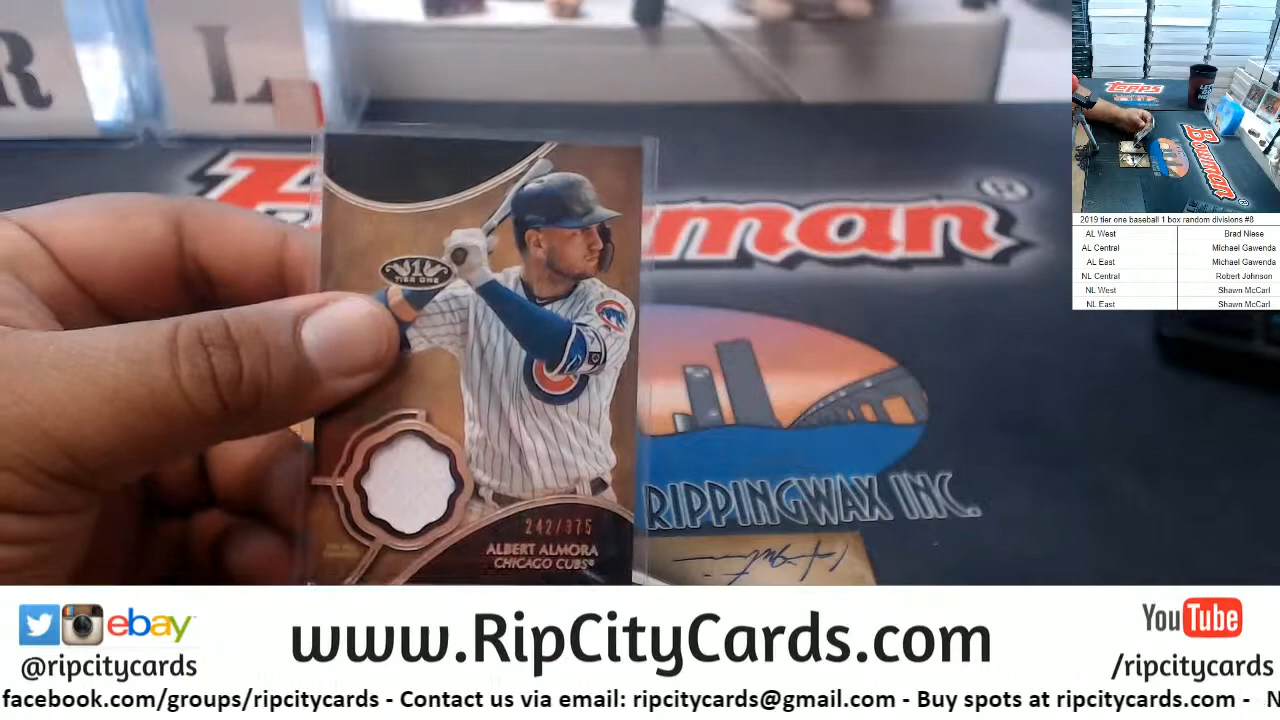 R L
man®
V1
TIER ONE
C
242/375
ALBERT ALMORA
CHICAGO CUBS®
RIPPINGWAX INC.
TOPPS
Bowman
2019 tier one baseball 1 box random divisions #8
AL West Brad Niese
AL Central Michael Gawenda
AL East Michael Gawenda
NL Central Robert Johnson
NL West Shawn McCarl
NL East Shawn McCarl
ebay
@ripcitycards
www.RipCityCards.com
YouTube
/ripcitycards
facebook.com/groups/ripcitycards - Contact us via email: ripcitycards@gmail.com - Buy spots at ripcitycards.com - N